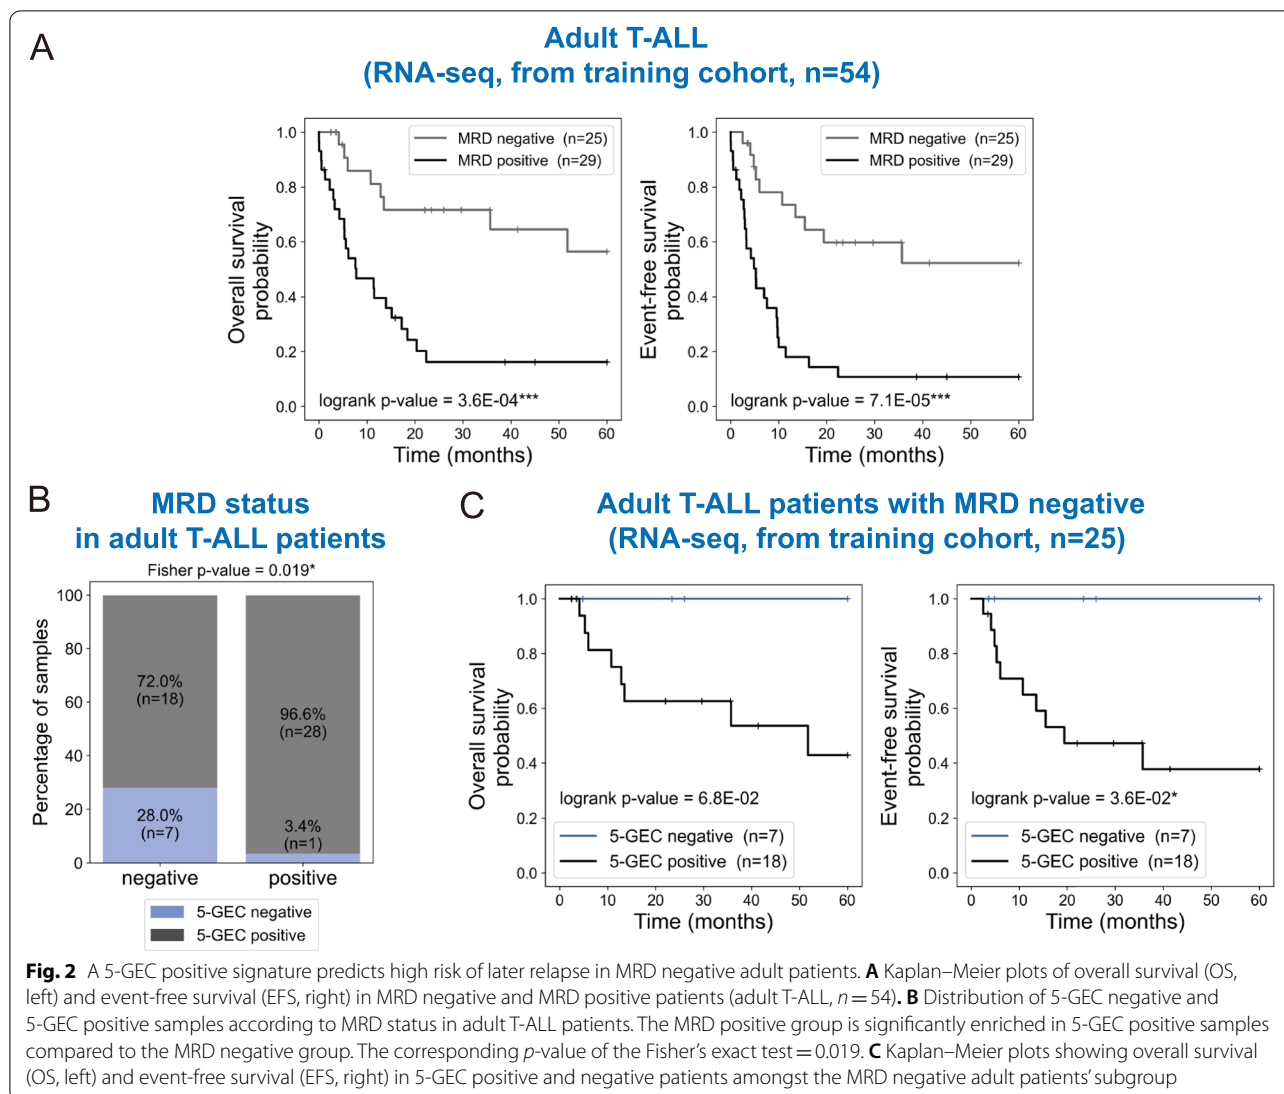 A
Adult T-ALL
(RNA-seq, from training cohort, n=54)
Overall survival
probability
1.0
0.8
0.6
0.4
0.2
0.0
MRD negative (n=25)
MRD positive (n=29)
logrank p-value = 3.6E-04***
0 10 20 30 40 50 60
Time (months)
Event-free survival
probability
1.0
0.8
0.6
0.4
0.2
0.0
MRD negative (n=25)
MRD positive (n=29)
logrank p-value = 7.1E-05***
0 10 20 30 40 50 60
Time (months)
B
MRD status
in adult T-ALL patients
Fisher p-value = 0.019*
Percentage of samples
100
80
60
40
20
0
72.0%
(n=18)
28.0%
(n=7)
96.6%
(n=28)
3.4%
(n=1)
negative positive
5-GEC negative
5-GEC positive
C
Adult T-ALL patients with MRD negative
(RNA-seq, from training cohort, n=25)
Overall survival
probability
1.0
0.8
0.6
0.4
0.2
0.0
logrank p-value = 6.8E-02
5-GEC negative (n=7)
5-GEC positive (n=18)
0 10 20 30 40 50 60
Time (months)
Event-free survival
probability
1.0
0.8
0.6
0.4
0.2
0.0
logrank p-value = 3.6E-02*
5-GEC negative (n=7)
5-GEC positive (n=18)
0 10 20 30 40 50 60
Time (months)
Fig. 2 A 5-GEC positive signature predicts high risk of later relapse in MRD negative adult patients. A Kaplan–Meier plots of overall survival (OS,
left) and event-free survival (EFS, right) in MRD negative and MRD positive patients (adult T-ALL, n = 54). B Distribution of 5-GEC negative and
5-GEC positive samples according to MRD status in adult T-ALL patients. The MRD positive group is significantly enriched in 5-GEC positive samples
compared to the MRD negative group. The corresponding p-value of the Fisher's exact test = 0.019. C Kaplan–Meier plots showing overall survival
(OS, left) and event-free survival (EFS, right) in 5-GEC positive and negative patients amongst the MRD negative adult patients' subgroup